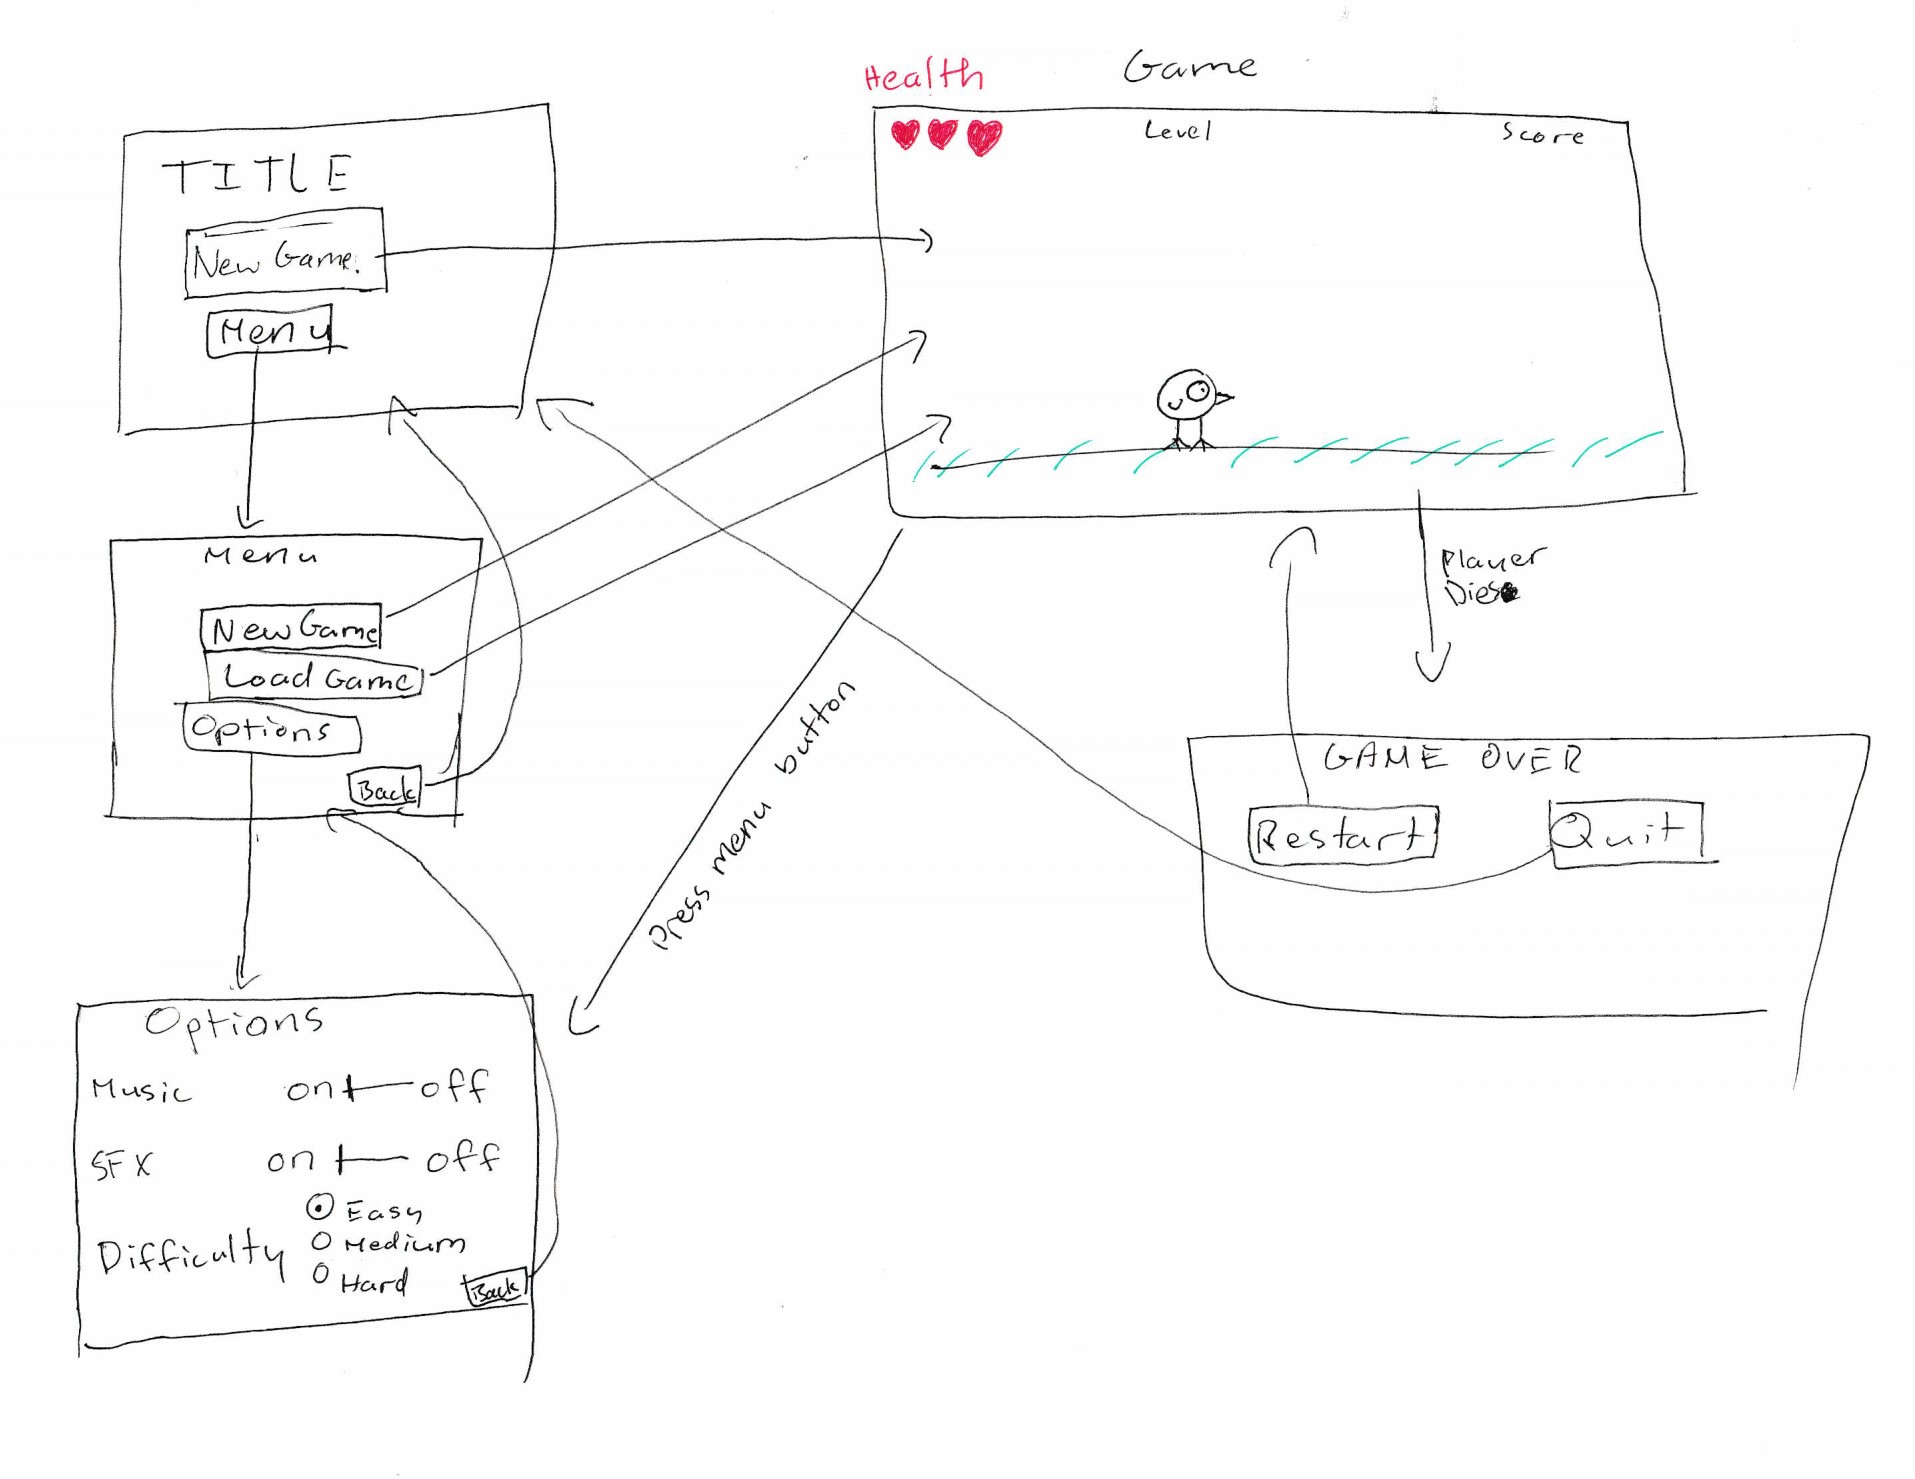 Health
Game
Level
Score
TITLE
New Game.
Menu
Menu
New Game
Load Game
Options
Back
Press menu button
Player
Dies
GAME OVER
Restart
Quit
Options
Music on off
SFX on off
Difficulty
Easy
Medium
Hard
Back